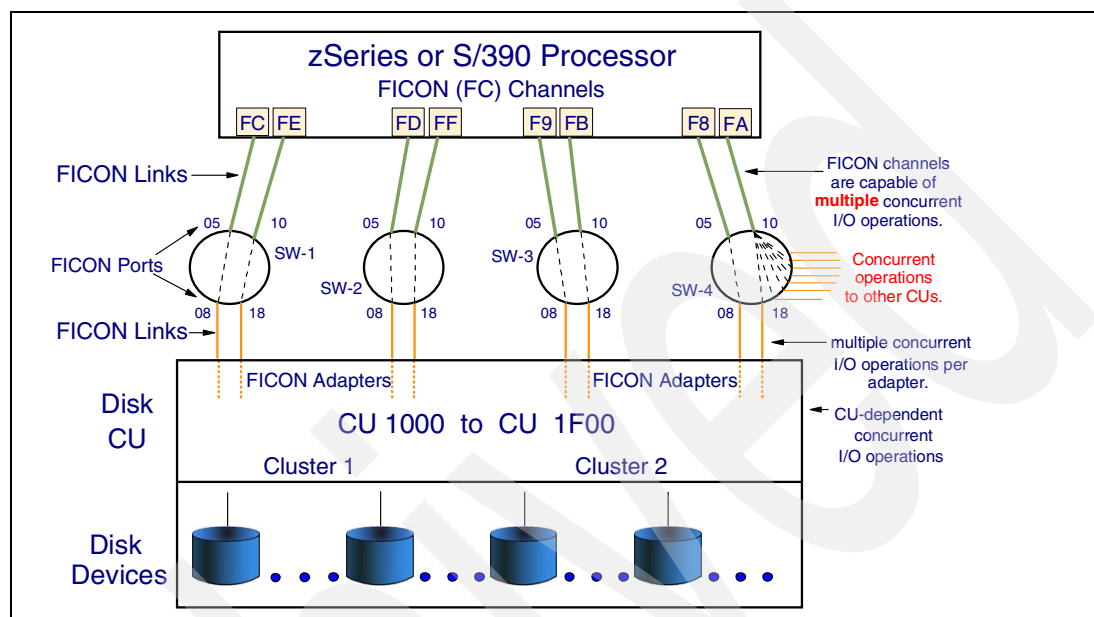 zSeries or S/390 Processor
FICON (FC) Channels
FC FE FD FF F9 FB F8 FA
FICON Links
FICON channels
are capable of
multiple concurrent
I/O operations.
05 10 05 10 05 10 05 10
FICON Ports
SW-1
SW-2
SW-3
SW-4
Concurrent
operations
to other CUs.
08 18 08 18 08 18 08 18
FICON Links
multiple concurrent
I/O operations per
adapter.
FICON Adapters FICON Adapters
Disk
CU
CU 1000 to CU 1F00
CU-dependent
concurrent
I/O operations
Cluster 1 Cluster 2
Disk
Devices